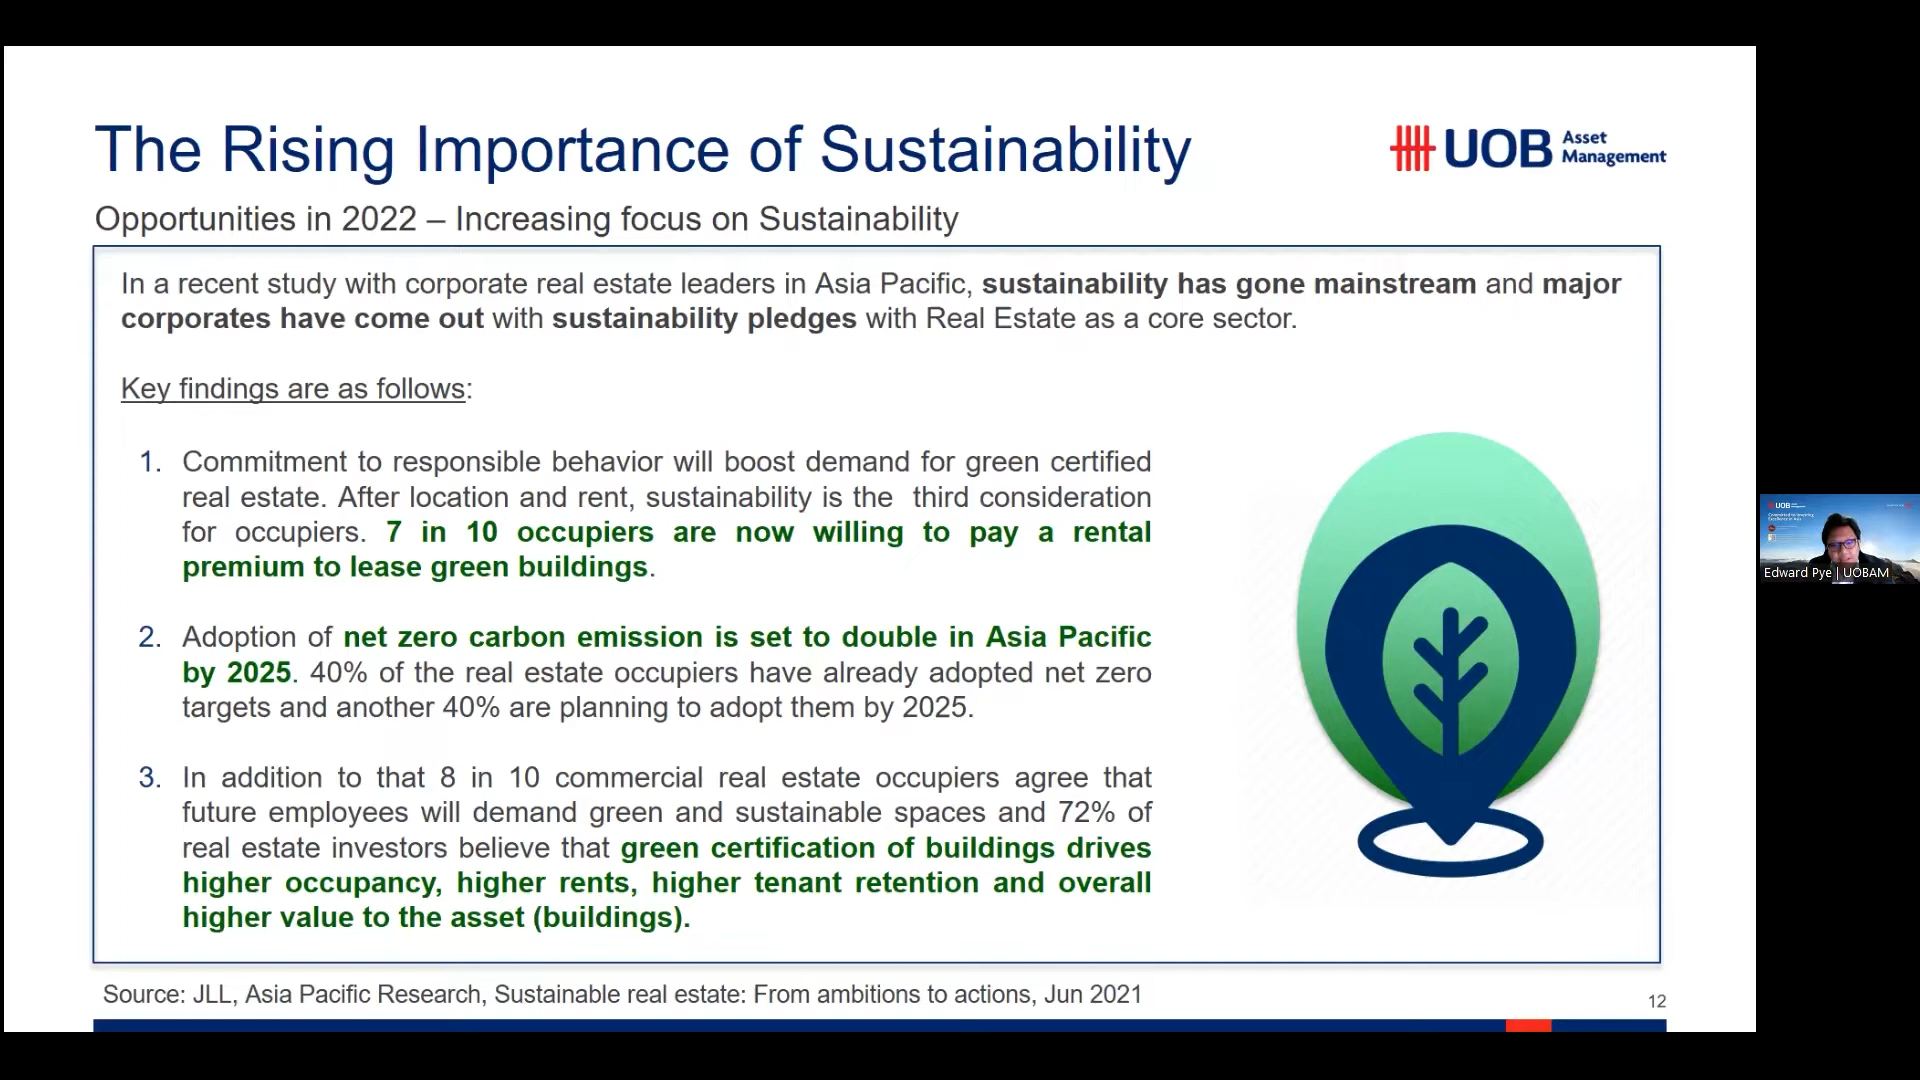 The Rising Importance of Sustainability
UOB Asset Management
Opportunities in 2022 – Increasing focus on Sustainability
In a recent study with corporate real estate leaders in Asia Pacific, sustainability has gone mainstream and major
corporates have come out with sustainability pledges with Real Estate as a core sector.
Key findings are as follows:
1. Commitment to responsible behavior will boost demand for green certified
real estate. After location and rent, sustainability is the third consideration
for occupiers. 7 in 10 occupiers are now willing to pay a rental
premium to lease green buildings.
2. Adoption of net zero carbon emission is set to double in Asia Pacific
by 2025. 40% of the real estate occupiers have already adopted net zero
targets and another 40% are planning to adopt them by 2025.
3. In addition to that 8 in 10 commercial real estate occupiers agree that
future employees will demand green and sustainable spaces and 72% of
real estate investors believe that green certification of buildings drives
higher occupancy, higher rents, higher tenant retention and overall
higher value to the asset (buildings).
Source: JLL, Asia Pacific Research, Sustainable real estate: From ambitions to actions, Jun 2021
12
UOB
Edward Pye | UOBAM